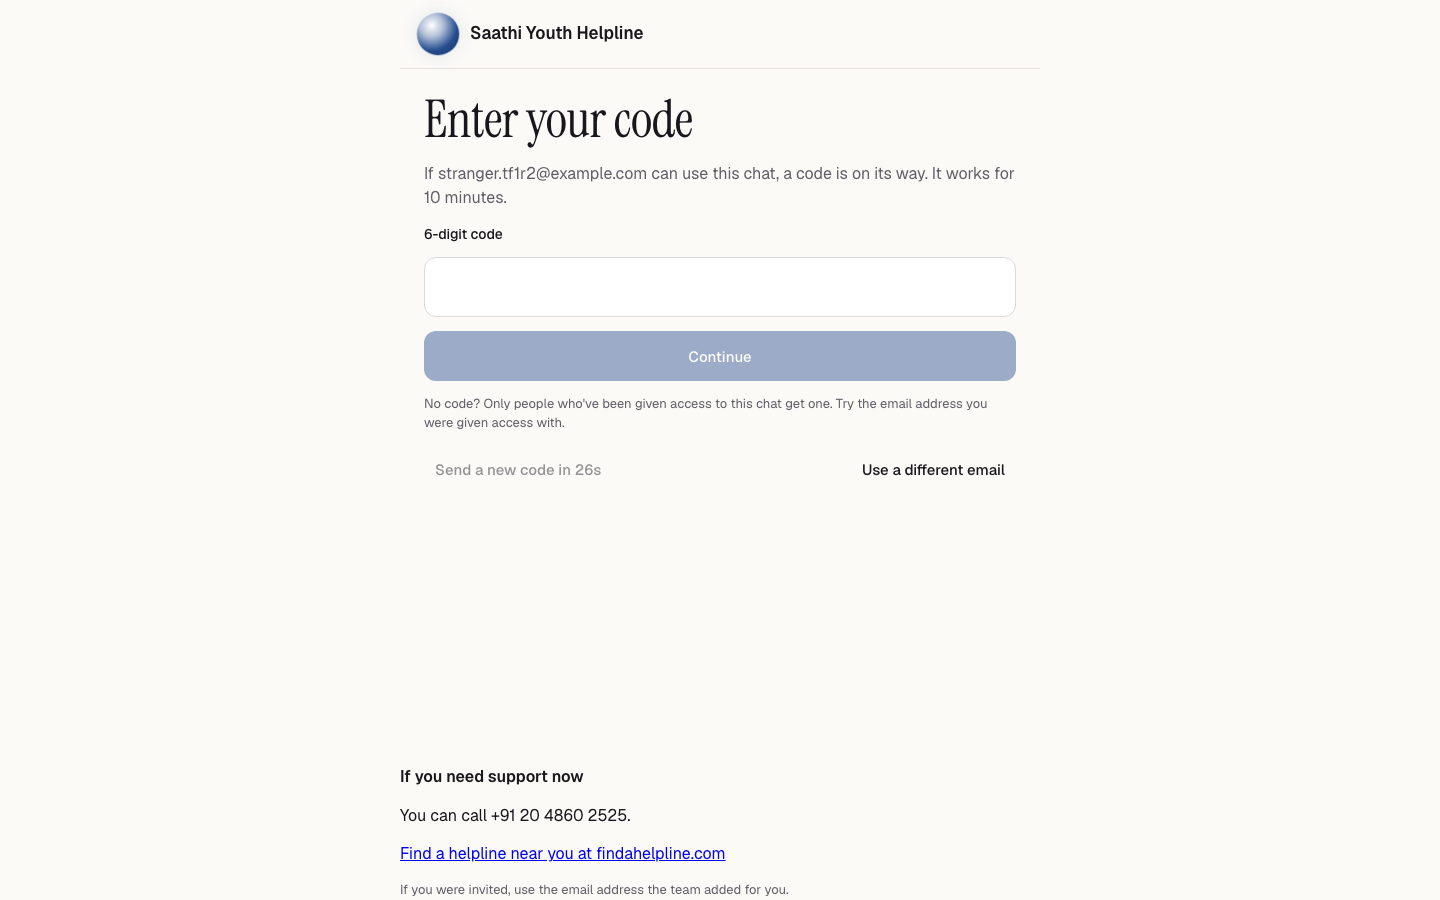 Saathi Youth Helpline
Enter your code
If stranger.tf1r2@example.com can use this chat, a code is on its way. It works for
10 minutes.
6-digit code
Continue
No code? Only people who've been given access to this chat get one. Try the email address you
were given access with.
Send a new code in 26s
Use a different email
If you need support now
You can call +91 20 4860 2525.
Find a helpline near you at findahelpline.com
If you were invited, use the email address the team added for you.